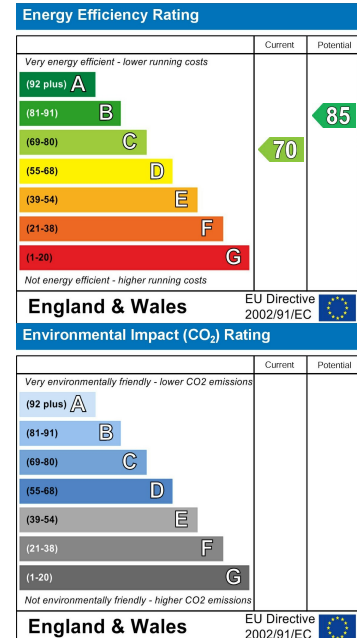 Energy Efficiency Rating
Current Potential
Very energy efficient - lower running costs
(92 plus) A
(81-91) B
85
(69-80) C
70
(55-68) D
(39-54) E
(21-38) F
(1-20) G
Not energy efficient - higher running costs
England & Wales
EU Directive
2002/91/EC
Environmental Impact (CO₂) Rating
Current Potential
Very environmentally friendly - lower CO2 emissions
(92 plus) A
(81-91) B
(69-80) C
(55-68) D
(39-54) E
(21-38) F
(1-20) G
Not environmentally friendly - higher CO2 emissions
England & Wales
EU Directive
2002/91/EC